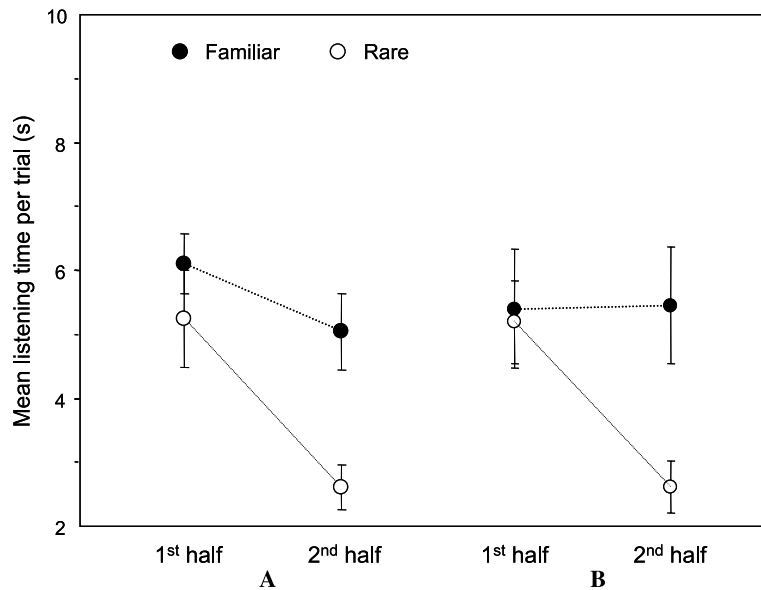 10
Familiar Rare
8
6
4
2
Mean listening time per trial (s)
1st half 2nd half 1st half 2nd half
A B